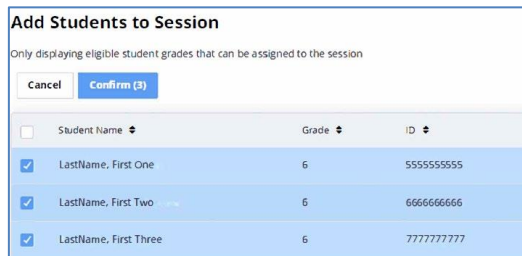 Add Students to Session
Only displaying eligible student grades that can be assigned to the session
Cancel Confirm (3)
Student Name Grade ID
LastName, First One 6 5555555555
LastName, First Two 6 6666666666
LastName, First Three 6 7777777777